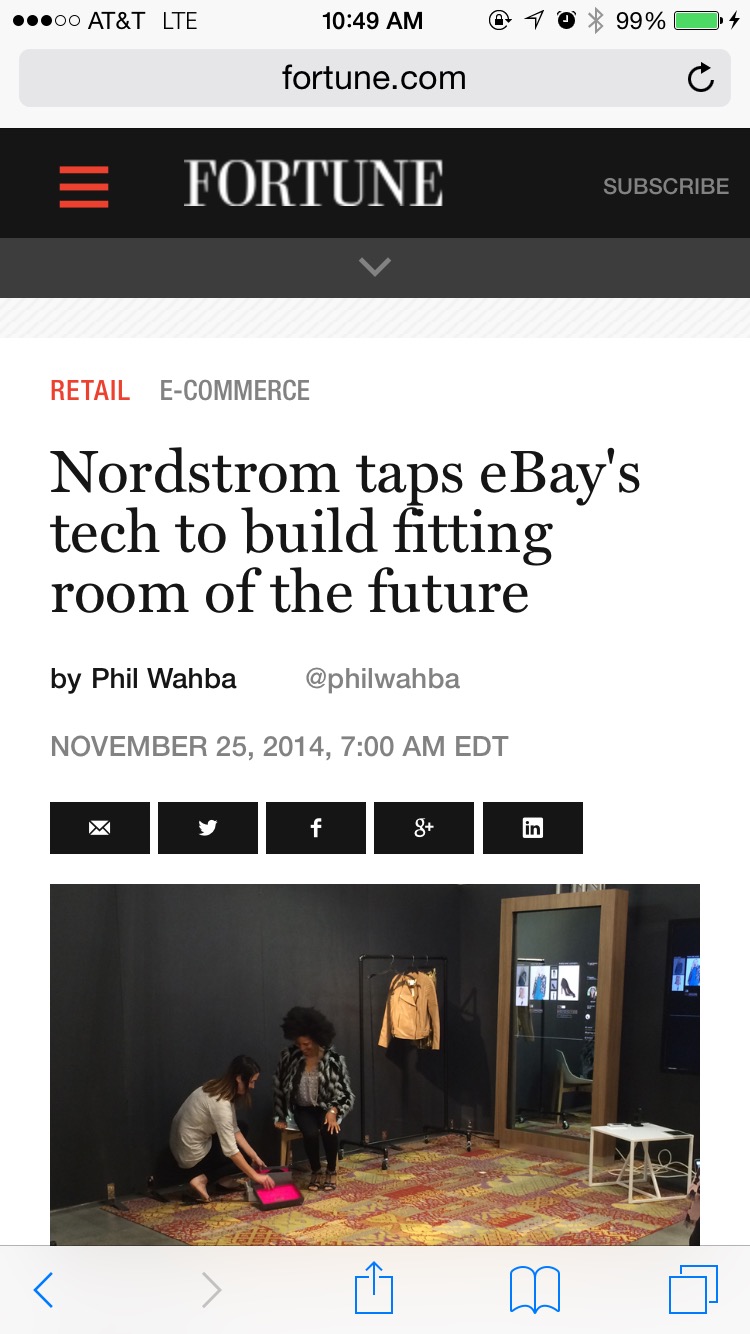 AT&T LTE 10:49 AM 99%
fortune.com
FORTUNE SUBSCRIBE
RETAIL E-COMMERCE
Nordstrom taps eBay's
tech to build fitting
room of the future
by Phil Wahba @philwahba
NOVEMBER 25, 2014, 7:00 AM EDT
f g+ in